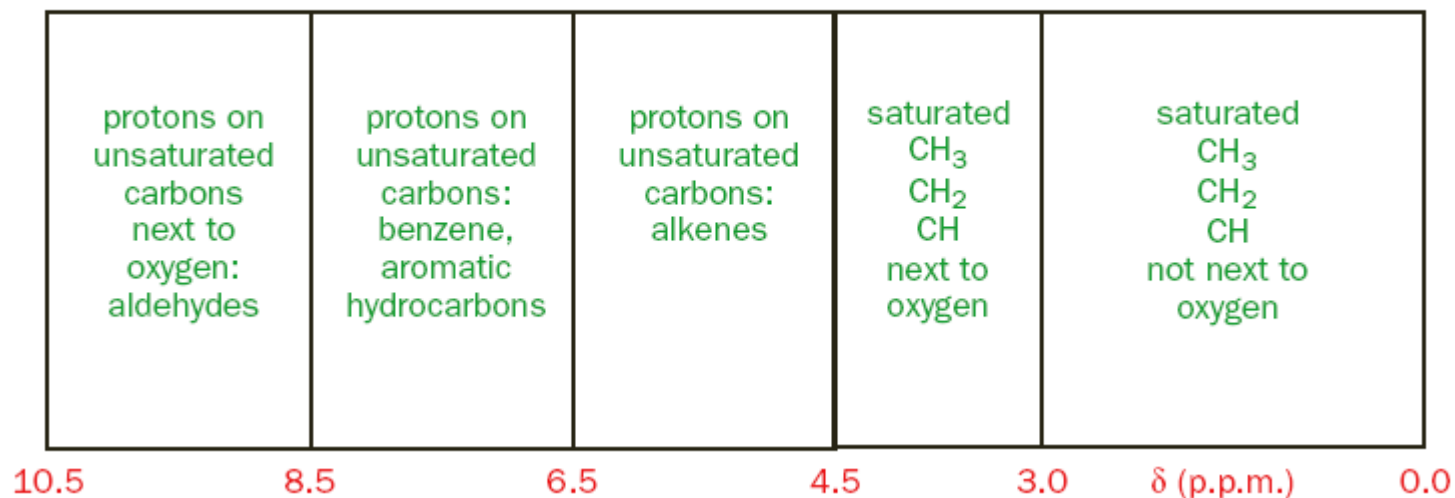 protons on
unsaturated
carbons
next to
oxygen:
aldehydes
protons on
unsaturated
carbons:
benzene,
aromatic
hydrocarbons
protons on
unsaturated
carbons:
alkenes
saturated
CH₃
CH₂
CH
next to
oxygen
saturated
CH₃
CH₂
CH
not next to
oxygen
10.5 8.5 6.5 4.5 3.0 δ (p.p.m.) 0.0